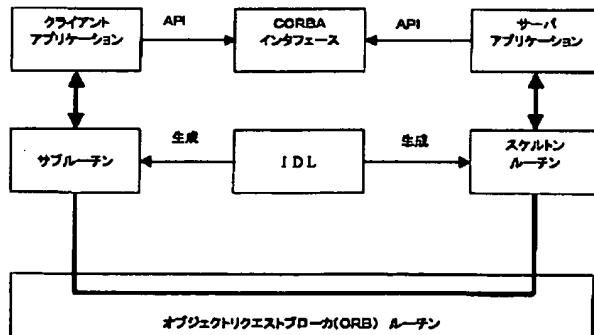 クライアント
アプリケーション
API
CORBA
インタフェース
API
サーバ
アプリケーション
サブルーチン
生成
IDL
生成
スケルトン
ルーチン
オブジェクトリクエストブローカ(ORB) ルーチン